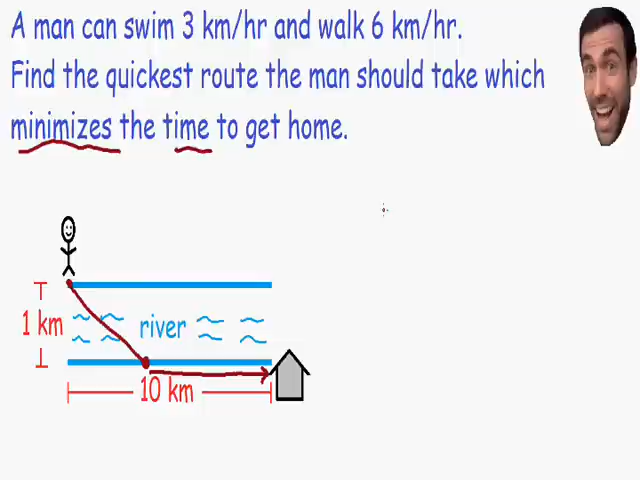 A man can swim 3 km/hr and walk 6 km/hr.
Find the quickest route the man should take which
minimizes the time to get home.
1 km
river
10 km